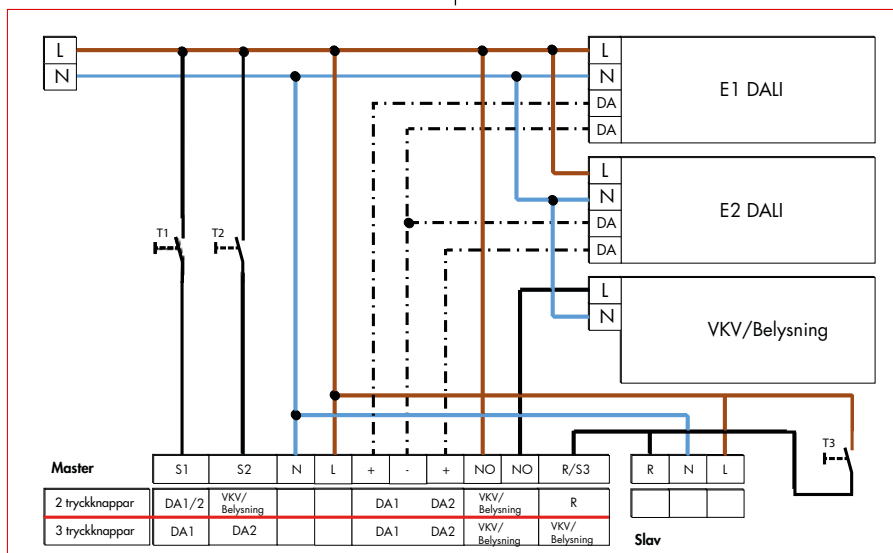 L
N
L
N
DA
DA
E1 DALI
L
N
DA
DA
E2 DALI
L
N
VKV/Belysning
T1
T2
T3
Master
S1
S2
N
L
+
-
+
NO
NO
R/S3
R
N
L
2 tryckknappar
DA1/2
VKV/
Belysning
DA1
DA2
VKV/
Belysning
R
3 tryckknappar
DA1
DA2
DA1
DA2
VKV/
Belysning
VKV/
Belysning
Slav